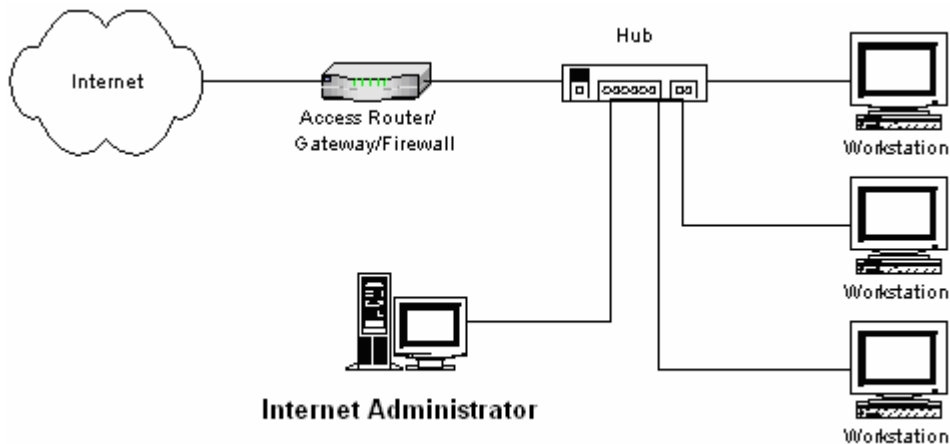 Hub
Internet
Access Router/
Gateway/Firewall
Workstation
Workstation
Internet Administrator
Workstation